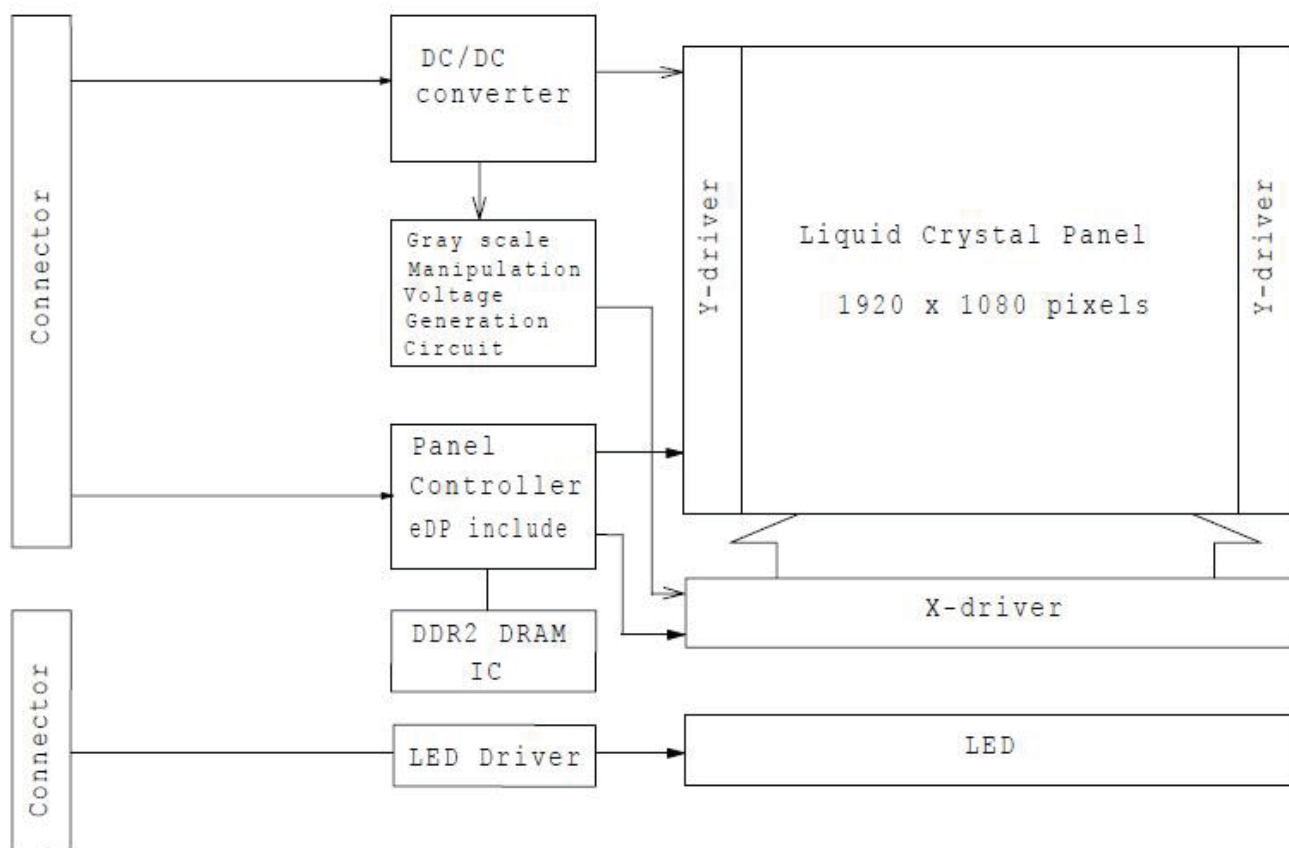 Connector
DC/DC
converter
Gray scale
Manipulation
Voltage
Generation
Circuit
Panel
Controller
eDP include
DDR2 DRAM
IC
Y-driver
Liquid Crystal Panel
1920 x 1080 pixels
Y-driver
X-driver
Connector
LED Driver
LED